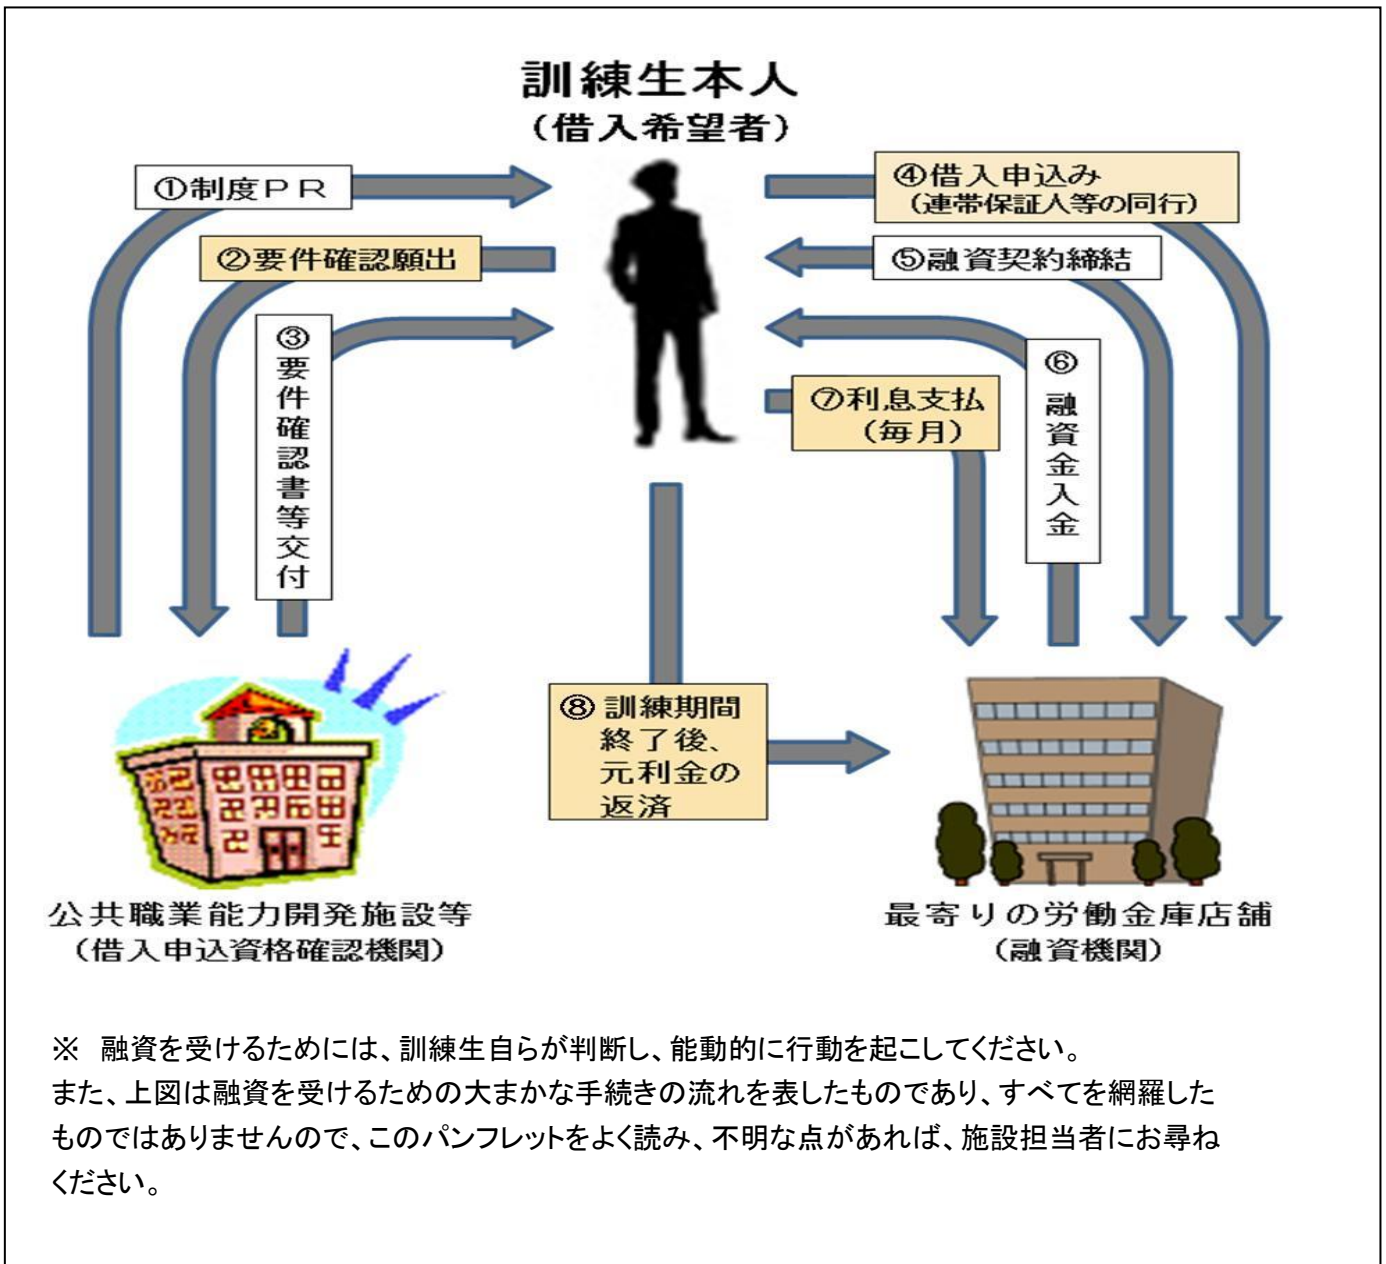 訓練生本人
(借入希望者)
①制度PR
②要件確認願出
③要件確認書等交付
④借入申込み
(連帯保証人等の同行)
⑤融資契約締結
⑥融資金入金
⑦利息支払
(毎月)
⑧訓練期間
終了後、
元利金の
返済
公共職業能力開発施設等
(借入申込資格確認機関)
最寄りの労働金庫店舗
(融資機関)
※ 融資を受けるためには、訓練生自らが判断し、能動的に行動を起こしてください。
また、上図は融資を受けるための大まかな手続きの流れを表したものであり、すべてを網羅した
ものではありませんので、このパンフレットをよく読み、不明な点があれば、施設担当者にお尋ね
ください。